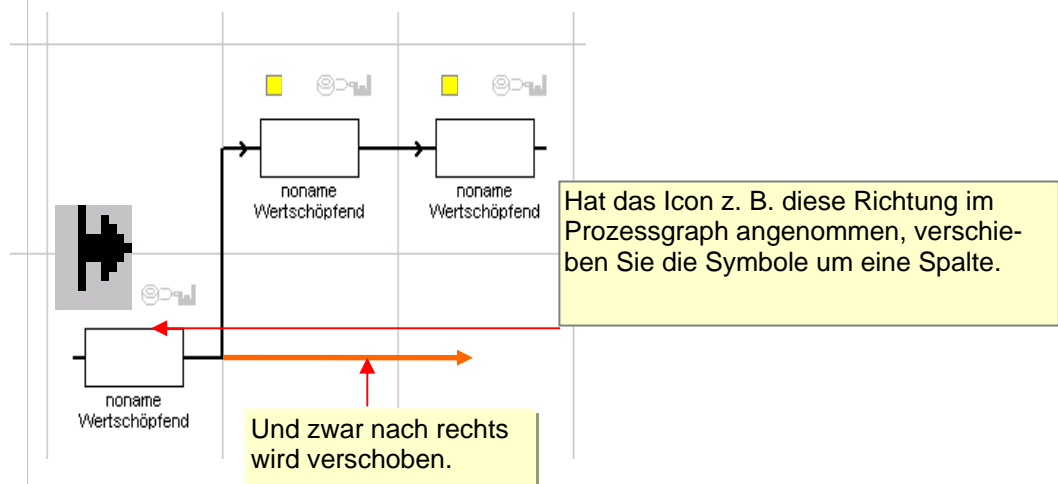 noname
Wertschöpfend
noname
Wertschöpfend
Hat das Icon z. B. diese Richtung im
Prozessgraph angenommen, verschie-
ben Sie die Symbole um eine Spalte.
noname
Wertschöpfend
Und zwar nach rechts
wird verschoben.